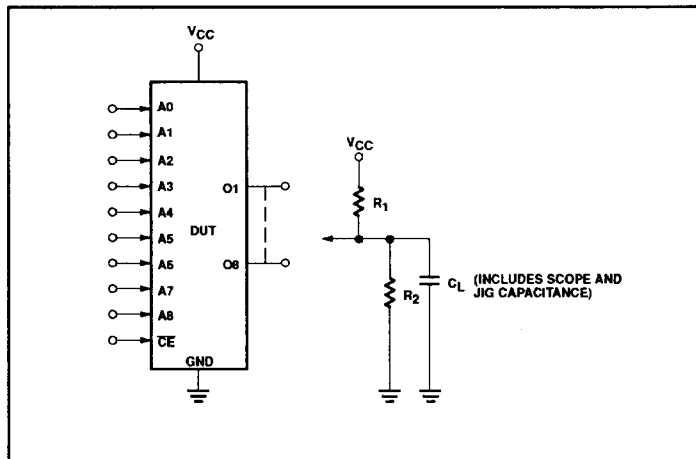 VCC
A0
A1
A2
A3
A4
A5
A6
A7
A8
CE
DUT
O1
O8
GND
VCC
R1
R2
CL (INCLUDES SCOPE AND
JIG CAPACITANCE)